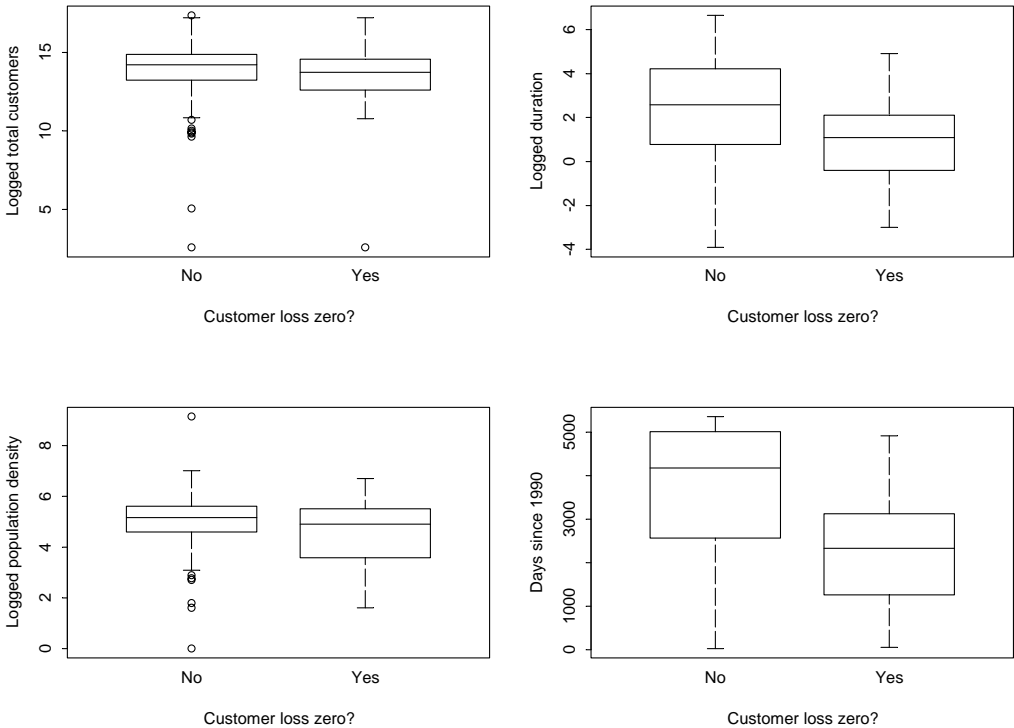 Logged total customers
15
10
5
No
Yes
Customer loss zero?
Logged duration
6
4
2
0
-2
-4
No
Yes
Customer loss zero?
Logged population density
8
6
4
2
0
No
Yes
Customer loss zero?
Days since 1990
5000
3000
1000
0
No
Yes
Customer loss zero?